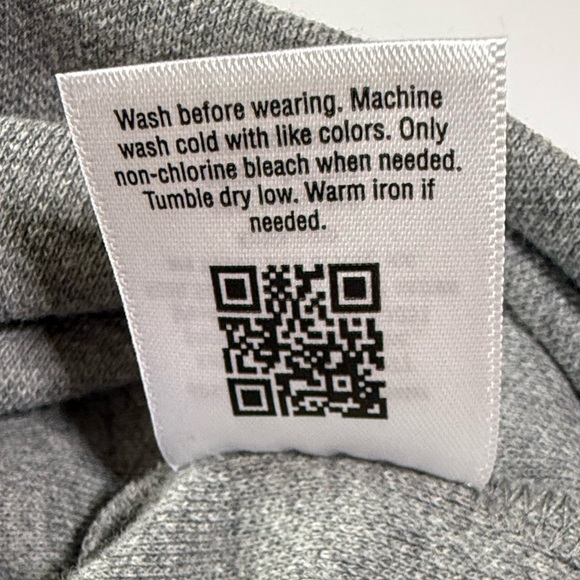 Wash before wearing. Machine
wash cold with like colors. Only
non-chlorine bleach when needed.
Tumble dry low. Warm iron if
needed.